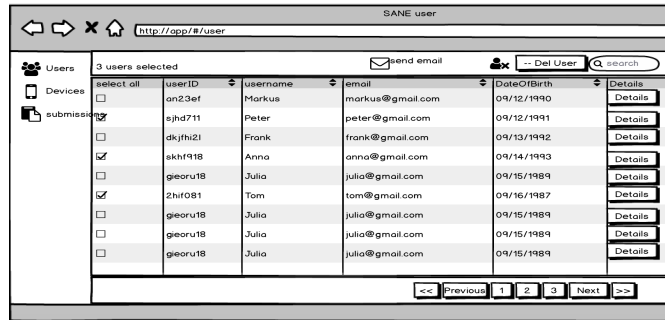 SANE user
http://app/#/user
Users
Devices
submissions
3 users selected
send email
-- Del User
search
select all userID username email DateOfBirth Details
an23ef Markus markus@gmail.com 09/12/1990 Details
sjhd711 Peter peter@gmail.com 09/12/1991 Details
dkjfhi2l Frank frank@gmail.com 09/13/1992 Details
skhf918 Anna anna@gmail.com 09/14/1993 Details
gieoru18 Julia julia@gmail.com 09/15/1989 Details
2hif081 Tom tom@gmail.com 09/16/1987 Details
gieoru18 Julia julia@gmail.com 09/15/1989 Details
gieoru18 Julia julia@gmail.com 09/15/1989 Details
gieoru18 Julia julia@gmail.com 09/15/1989 Details
<< Previous 1 2 3 Next >>